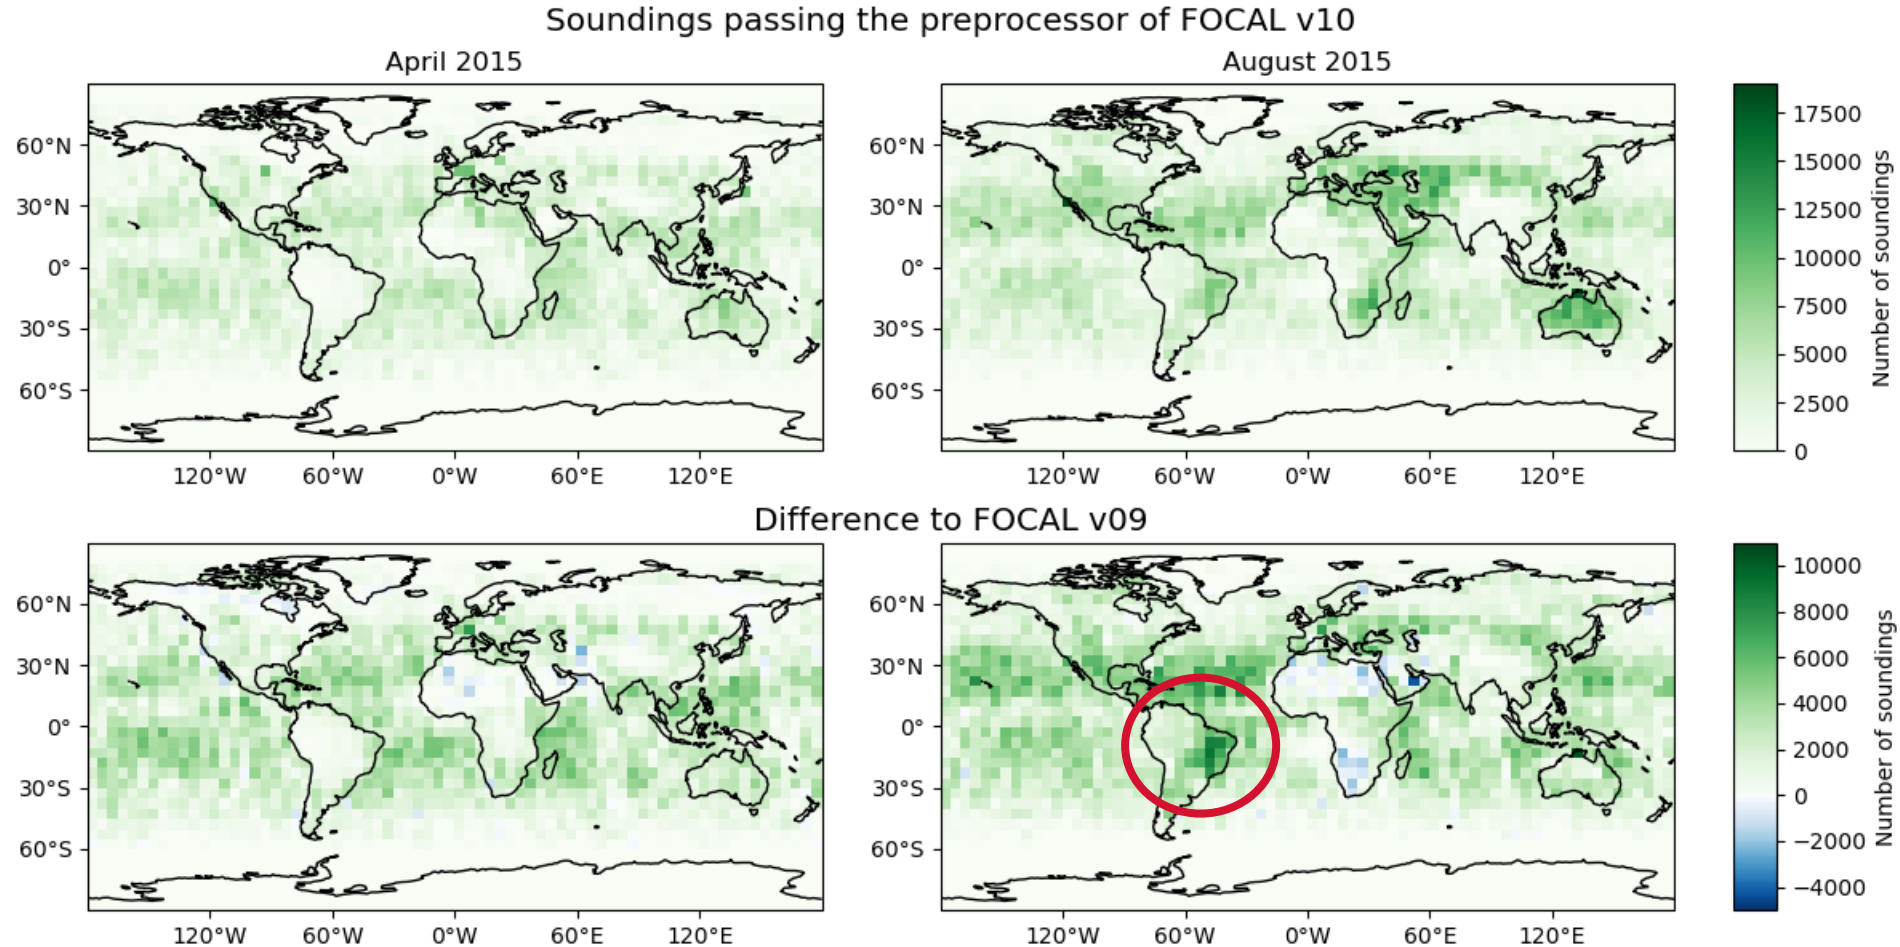 Soundings passing the preprocessor of FOCAL v10
April 2015
August 2015
60°N
30°N
0°
30°S
60°S
120°W 60°W 0°W 60°E 120°E
60°N
30°N
0°
30°S
60°S
120°W 60°W 0°W 60°E 120°E
17500
15000
12500
10000
7500
5000
2500
0
Number of soundings
Difference to FOCAL v09
60°N
30°N
0°
30°S
60°S
120°W 60°W 0°W 60°E 120°E
60°N
30°N
0°
30°S
60°S
120°W 60°W 0°W 60°E 120°E
10000
8000
6000
4000
2000
0
−2000
−4000
Number of soundings